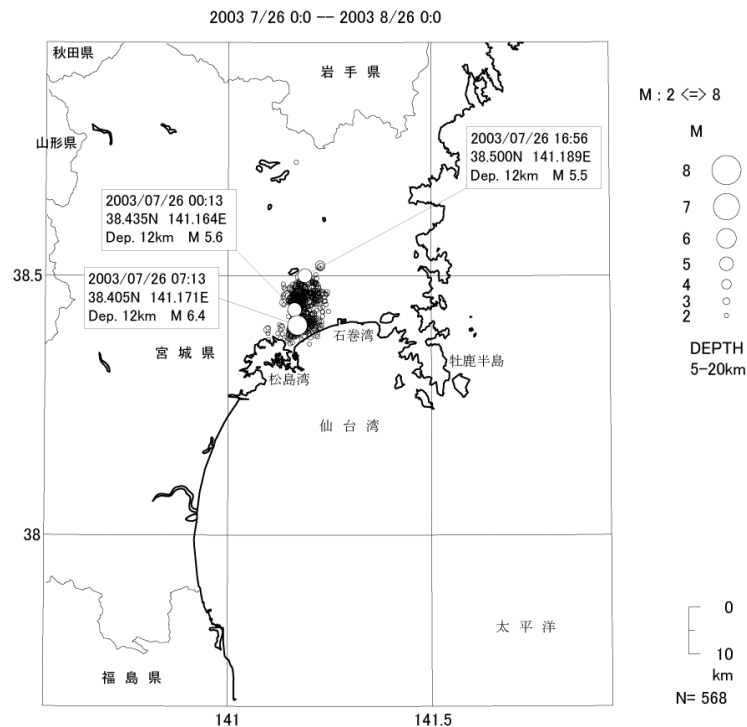 2003 7/26 0:0 -- 2003 8/26 0:0
秋田県
岩手県
山形県
M : 2 <=> 8
M
8
7
6
5
4
3
2
DEPTH
5-20km
2003/07/26 16:56
38.500N 141.189E
Dep. 12km M 5.5
2003/07/26 00:13
38.435N 141.164E
Dep. 12km M 5.6
2003/07/26 07:13
38.405N 141.171E
Dep. 12km M 6.4
38.5
宮城県
石巻湾
松島湾
牡鹿半島
仙台湾
38
太平洋
福島県
0
10
km
N= 568
141
141.5